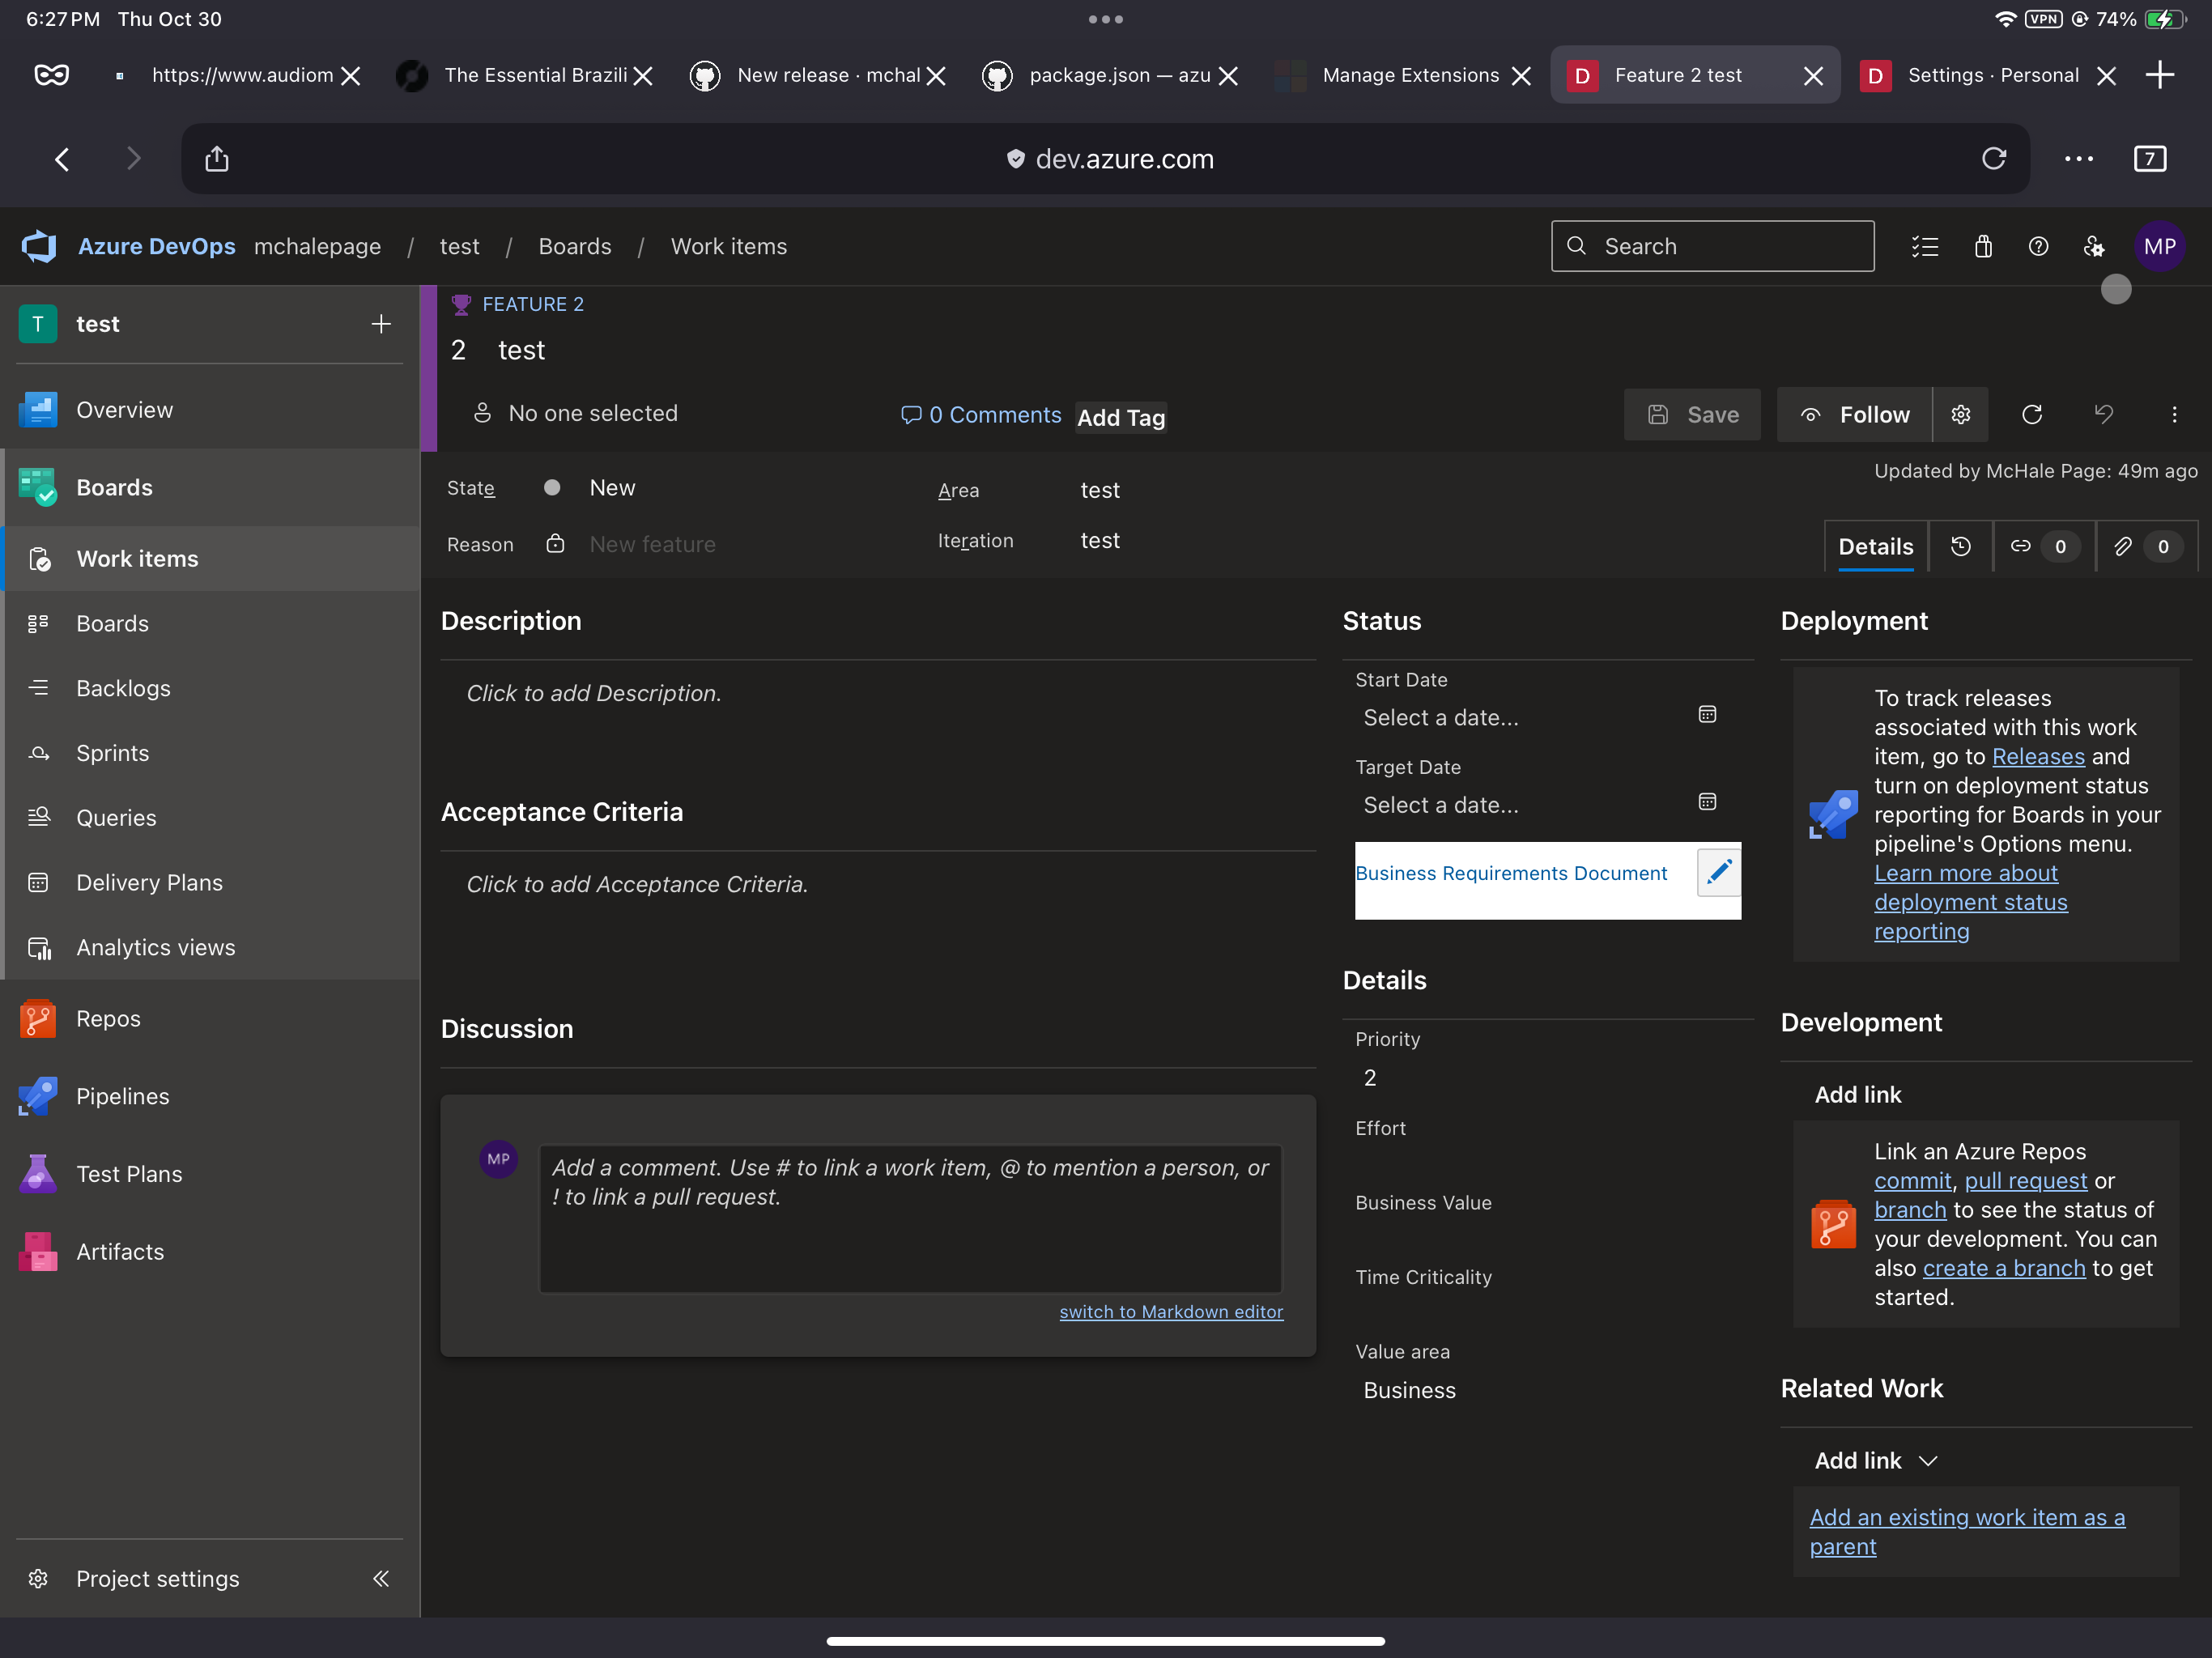 6:27 PM Thu Oct 30
VPN 74%
https://www.audiom
The Essential Brazili
New release · mchal
package.json — azu
Manage Extensions
D Feature 2 test
D Settings · Personal
dev.azure.com
7
Azure DevOps mchalepage / test / Boards / Work items
Search
MP
T test
Overview
Boards
Work items
Boards
Backlogs
Sprints
Queries
Delivery Plans
Analytics views
Repos
Pipelines
Test Plans
Artifacts
Project settings
FEATURE 2
2 test
No one selected
0 Comments
Add Tag
Save
Follow
State New
Area test
Updated by McHale Page: 49m ago
Reason New feature
Iteration test
Details
0
0
Description
Click to add Description.
Acceptance Criteria
Click to add Acceptance Criteria.
Discussion
MP
Add a comment. Use # to link a work item, @ to mention a person, or
! to link a pull request.
switch to Markdown editor
Status
Start Date
Select a date...
Target Date
Select a date...
Business Requirements Document
Details
Priority
2
Effort
Business Value
Time Criticality
Value area
Business
Deployment
To track releases
associated with this work
item, go to Releases and
turn on deployment status
reporting for Boards in your
pipeline's Options menu.
Learn more about
deployment status
reporting
Development
Add link
Link an Azure Repos
commit, pull request or
branch to see the status of
your development. You can
also create a branch to get
started.
Related Work
Add link
Add an existing work item as a
parent